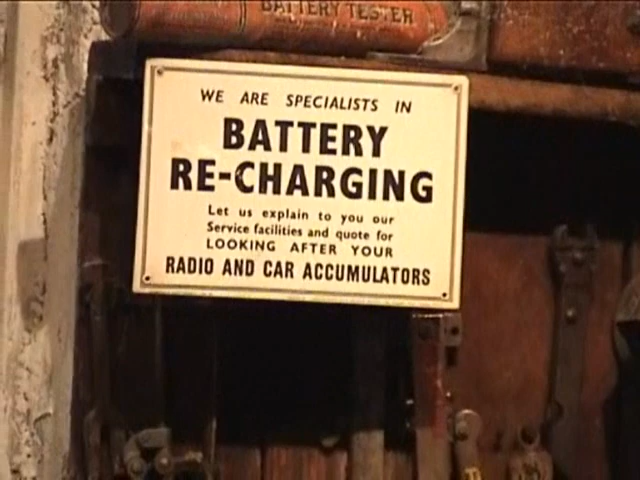 BATTERY TESTER
WE ARE SPECIALISTS IN
BATTERY
RE-CHARGING
Let us explain to you our
Service facilities and quote for
LOOKING AFTER YOUR
RADIO AND CAR ACCUMULATORS